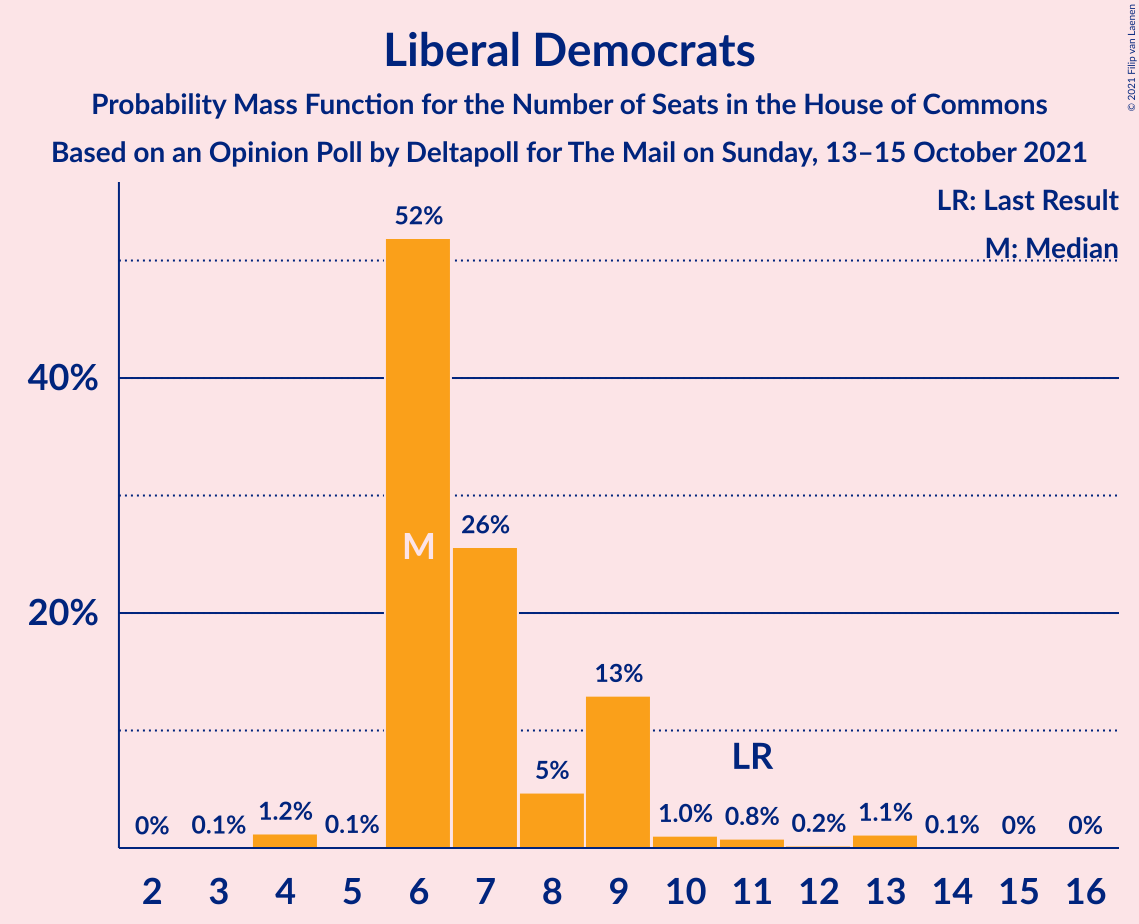 Liberal Democrats
Probability Mass Function for the Number of Seats in the House of Commons
Based on an Opinion Poll by Deltapoll for The Mail on Sunday, 13–15 October 2021
© 2021 Filip van Laenen
LR: Last Result
M: Median
52%
40%
26%
M
20%
13%
LR
5%
0% 0.1% 1.2% 0.1% 1.0% 0.8% 0.2% 1.1% 0.1% 0% 0%
2 3 4 5 6 7 8 9 10 11 12 13 14 15 16